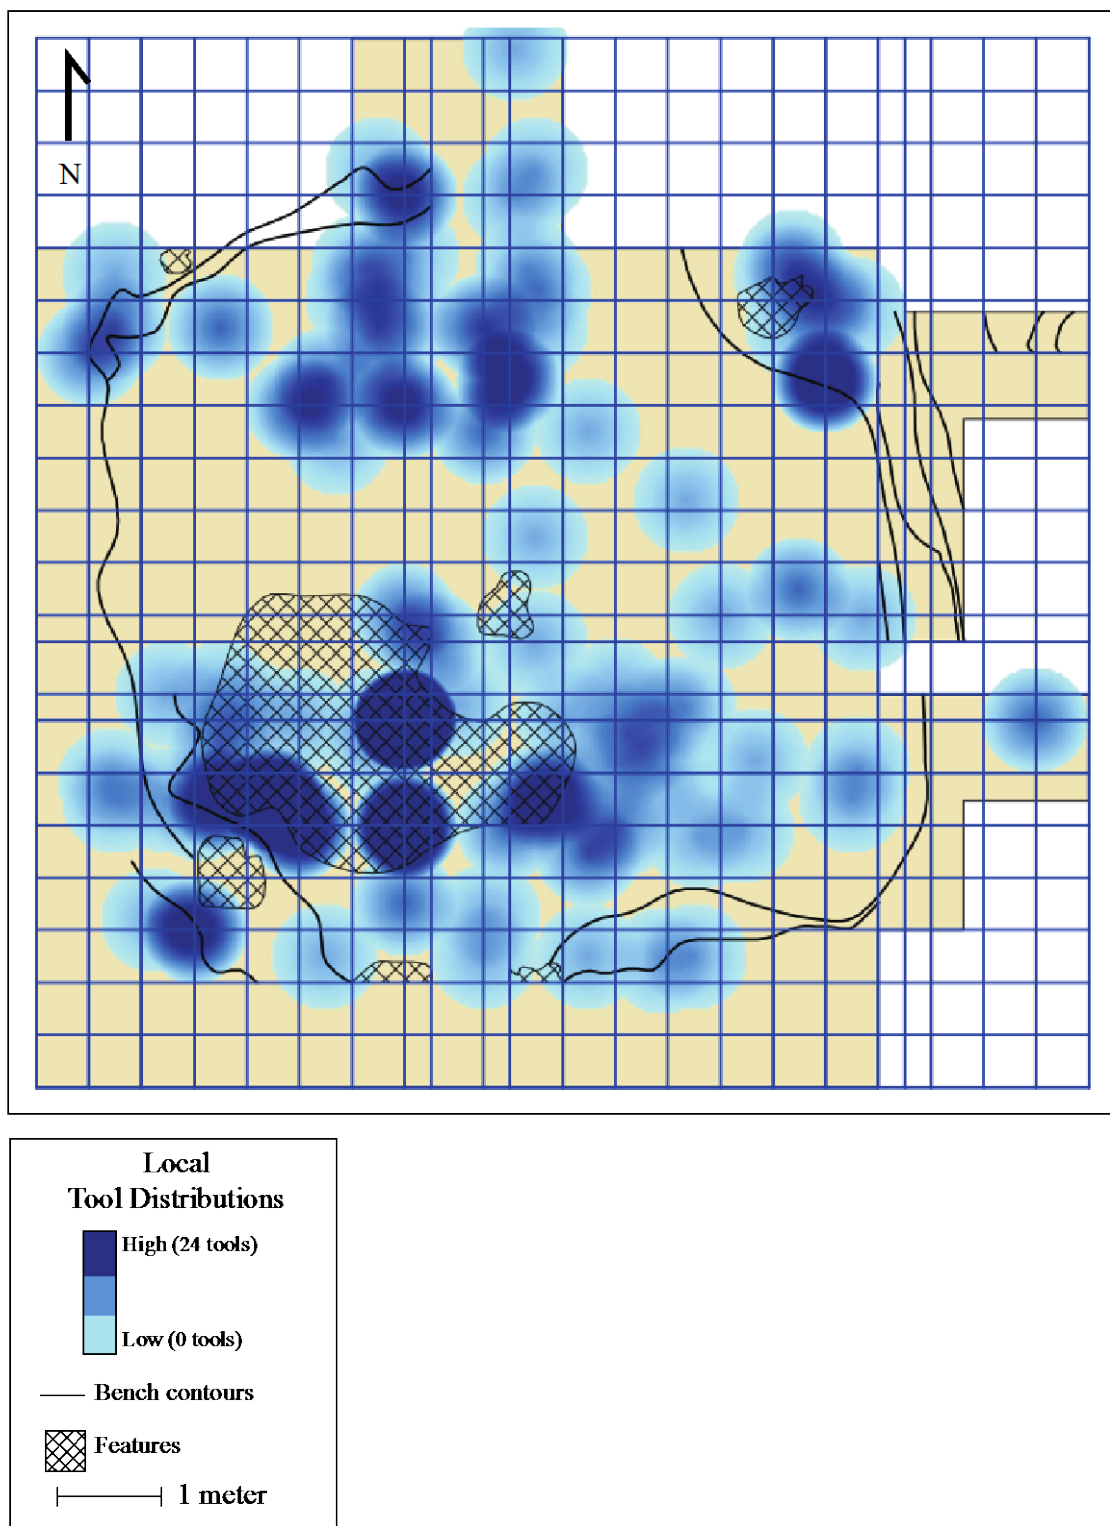 N
Local
Tool Distributions
High (24 tools)
Low (0 tools)
Bench contours
Features
1 meter